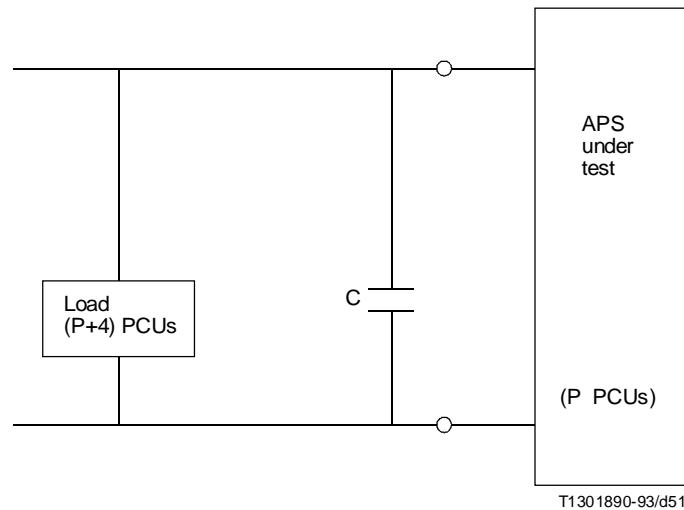 APS
under
test
Load
(P+4) PCUs
C
(P PCUs)
T1301890-93/d51